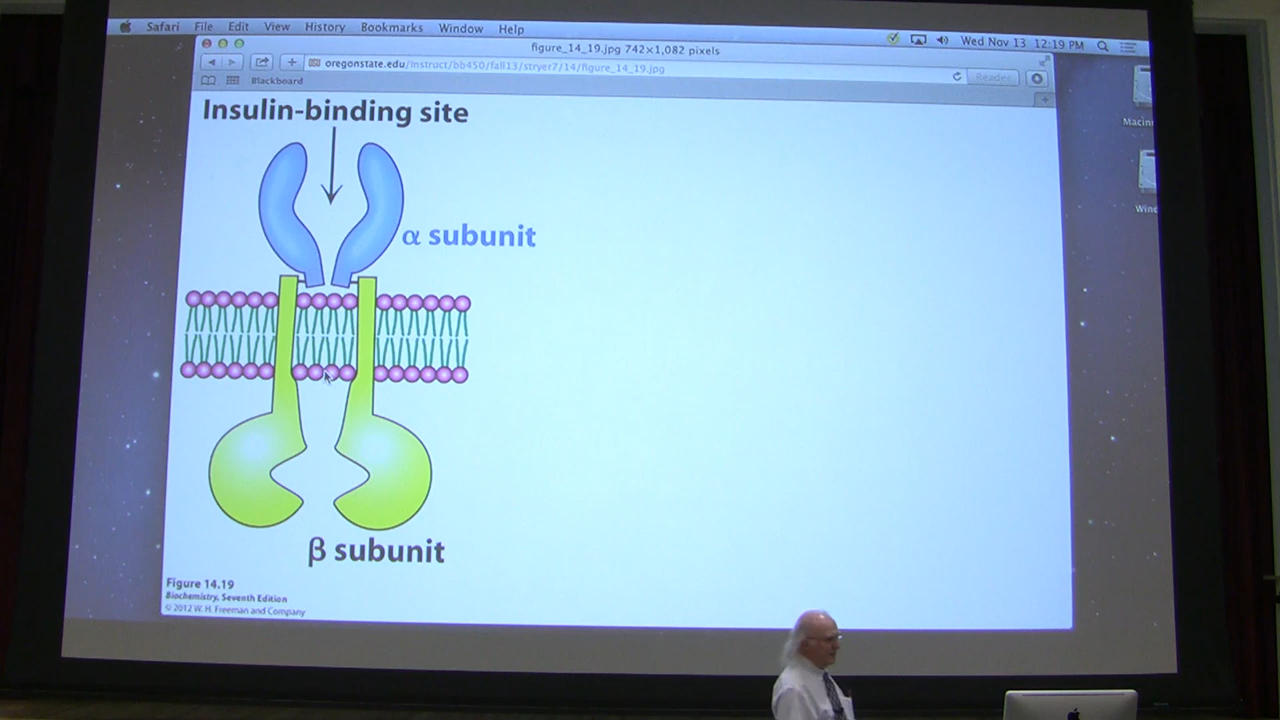 Safari File Edit View History Bookmarks Window Help
Wed Nov 13 12:19 PM
figure_14_19.jpg 742×1,082 pixels
oregonstate.edu/instruct/bb450/fall13/stryer7/14/figure_14_19.jpg
Reader
Blackboard
Insulin-binding site
Macin
α subunit
Wind
β subunit
Figure 14.19
Biochemistry, Seventh Edition
© 2012 W. H. Freeman and Company